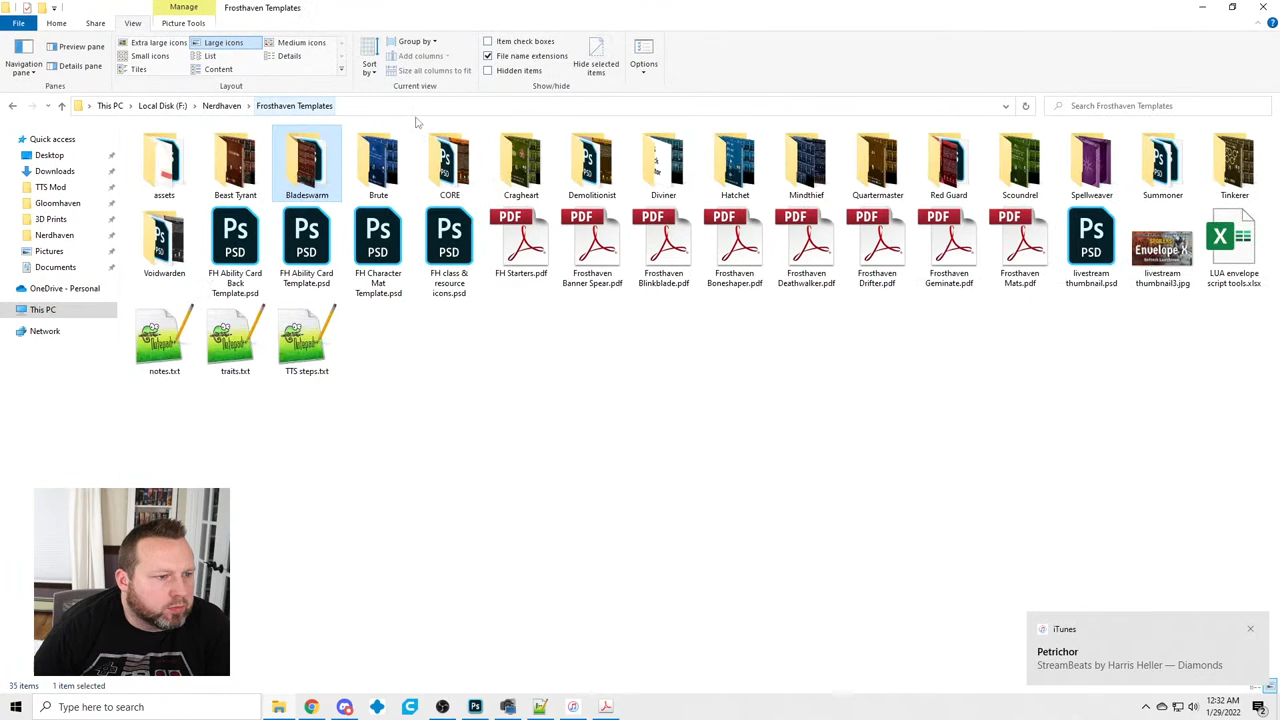 Manage
Frosthaven Templates
File
Home
Share
View
Picture Tools
Navigation pane
Preview pane
Details pane
Panes
Extra large icons
Large icons
Medium icons
Small icons
List
Details
Tiles
Content
Layout
Sort by
Group by
Add columns
Size all columns to fit
Current view
Item check boxes
File name extensions
Hidden items
Hide selected items
Show/hide
Options
This PC
Local Disk (F:)
Nerdhaven
Frosthaven Templates
Search Frosthaven Templates
Quick access
Desktop
Downloads
TTS Mod
Gloomhaven
3D Prints
Nerdhaven
Pictures
Documents
OneDrive - Personal
This PC
Network
assets
Beast Tyrant
Bladeswarm
Brute
CORE
Cragheart
Demolitionist
Diviner
Hatchet
Mindthief
Quartermaster
Red Guard
Scoundrel
Spellweaver
Summoner
Tinkerer
Voidwarden
FH Ability Card Back Template.psd
FH Ability Card Template.psd
FH Character Mat Template.psd
FH class & resource icons.psd
FH Starters.pdf
Frosthaven Banner Spear.pdf
Frosthaven Blinkblade.pdf
Frosthaven Boneshaper.pdf
Frosthaven Deathwalker.pdf
Frosthaven Drifter.pdf
Frosthaven Geminate.pdf
Frosthaven Mats.pdf
livestream thumbnail.psd
livestream thumbnail3.jpg
LUA envelope script tools.xlsx
notes.txt
traits.txt
TTS steps.txt
iTunes
Petrichor
StreamBeats by Harris Heller — Diamonds
35 items
1 item selected
Type here to search
12:32 AM
1/29/2022